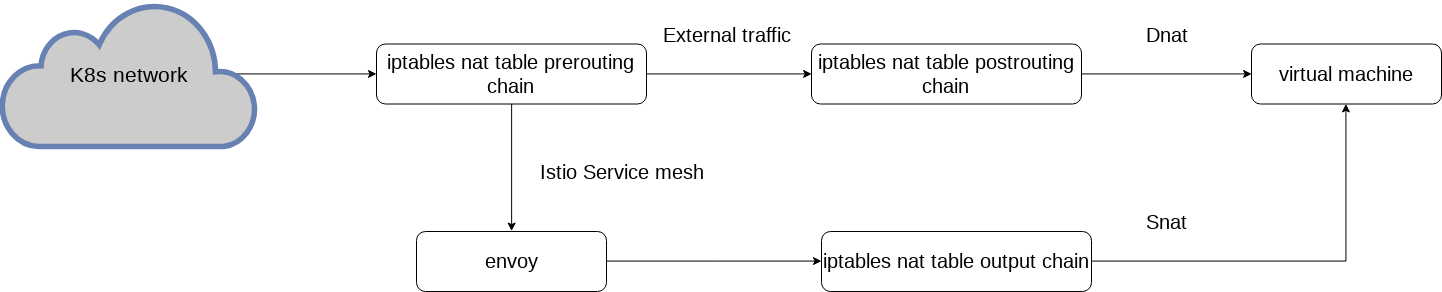 External traffic
Dnat
K8s network
iptables nat table prerouting
chain
iptables nat table postrouting
chain
virtual machine
Istio Service mesh
Snat
envoy
iptables nat table output chain